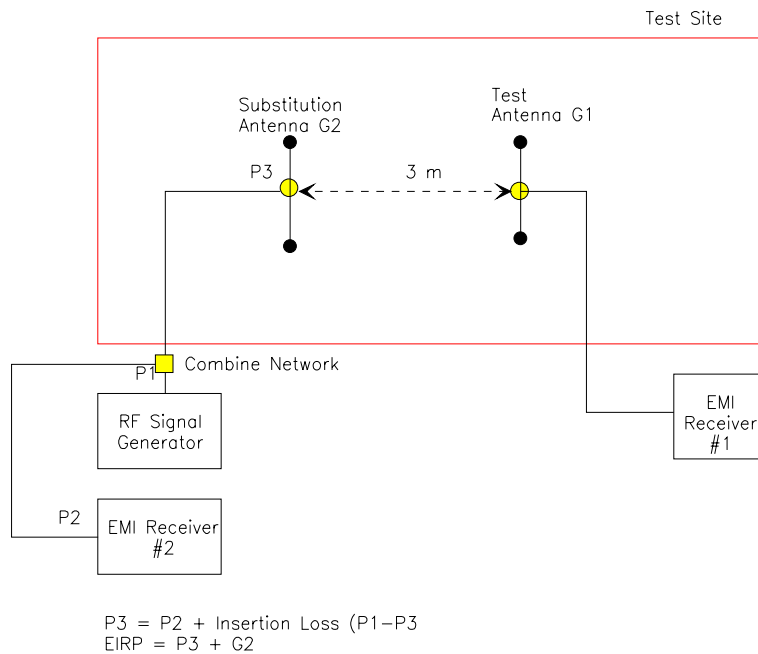 Test Site
Substitution
Antenna G2
Test
Antenna G1
P3
3 m
P1
Combine Network
RF Signal
Generator
EMI
Receiver
#1
P2
EMI Receiver
#2
P3 = P2 + Insertion Loss (P1-P3
EIRP = P3 + G2